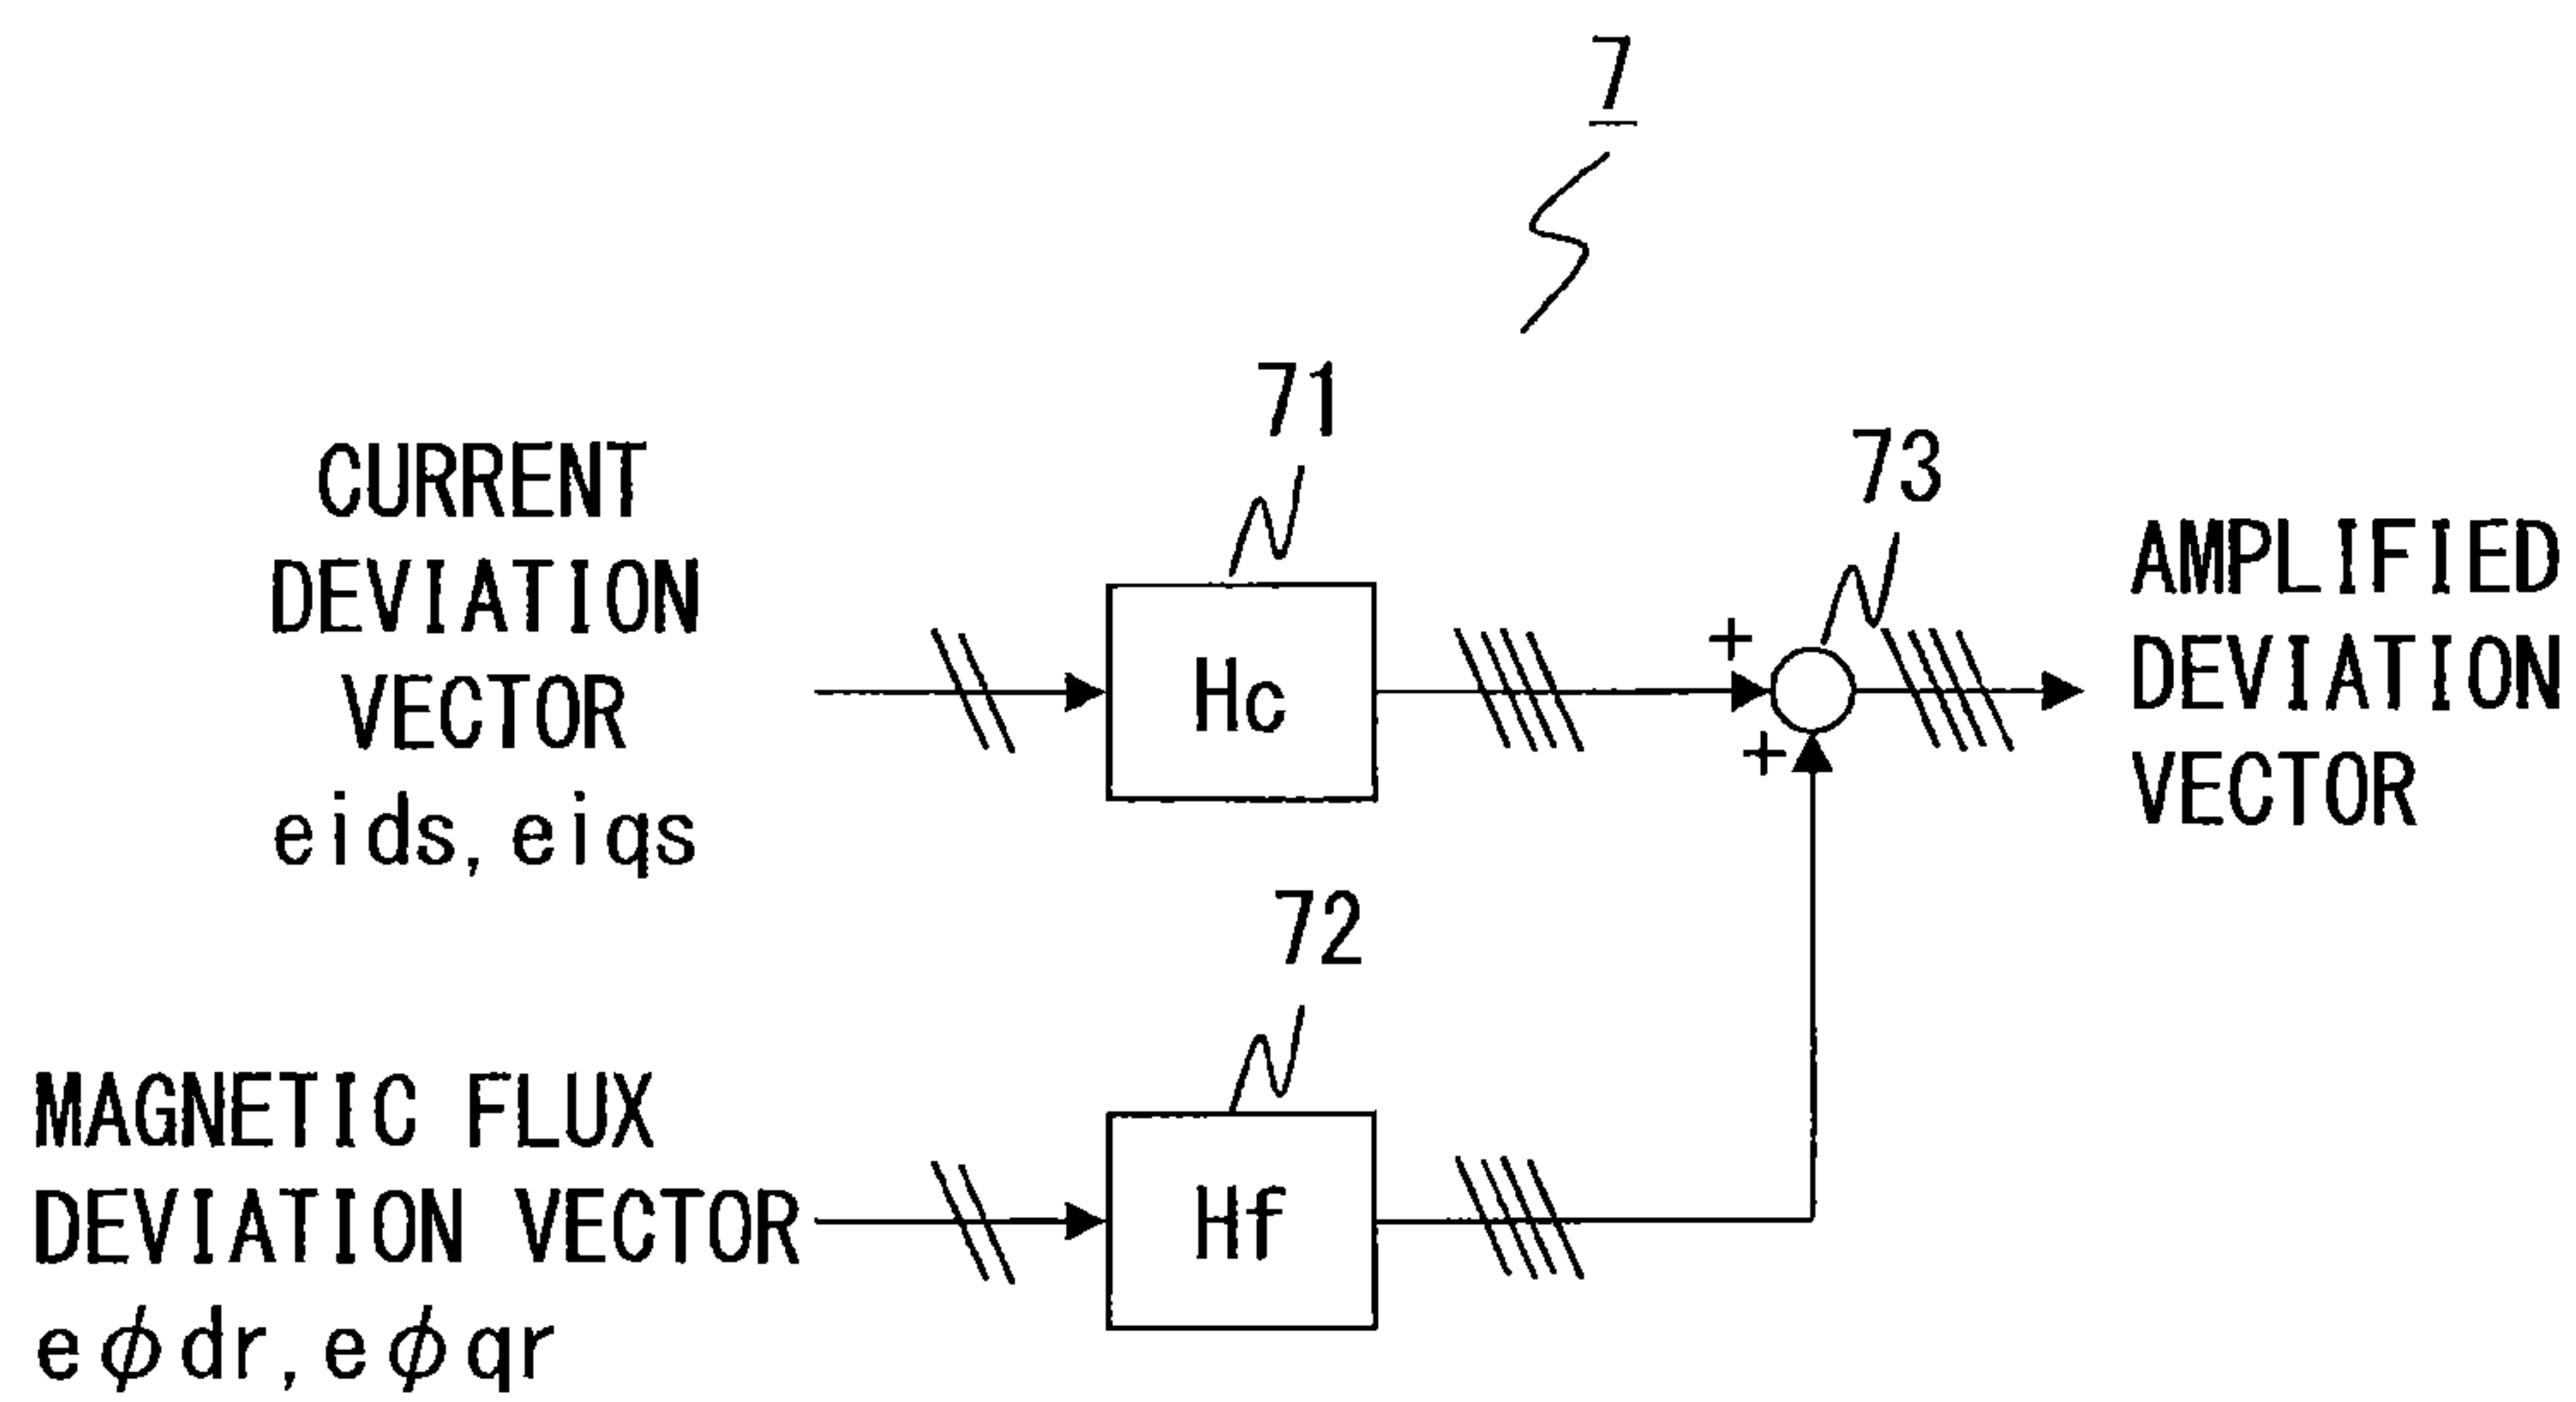 7
71
CURRENT
DEVIATION
VECTOR
eids, eiqs
Hc
+
+
73
AMPLIFIED
DEVIATION
VECTOR
72
MAGNETIC FLUX
DEVIATION VECTOR
eϕdr, eϕqr
Hf